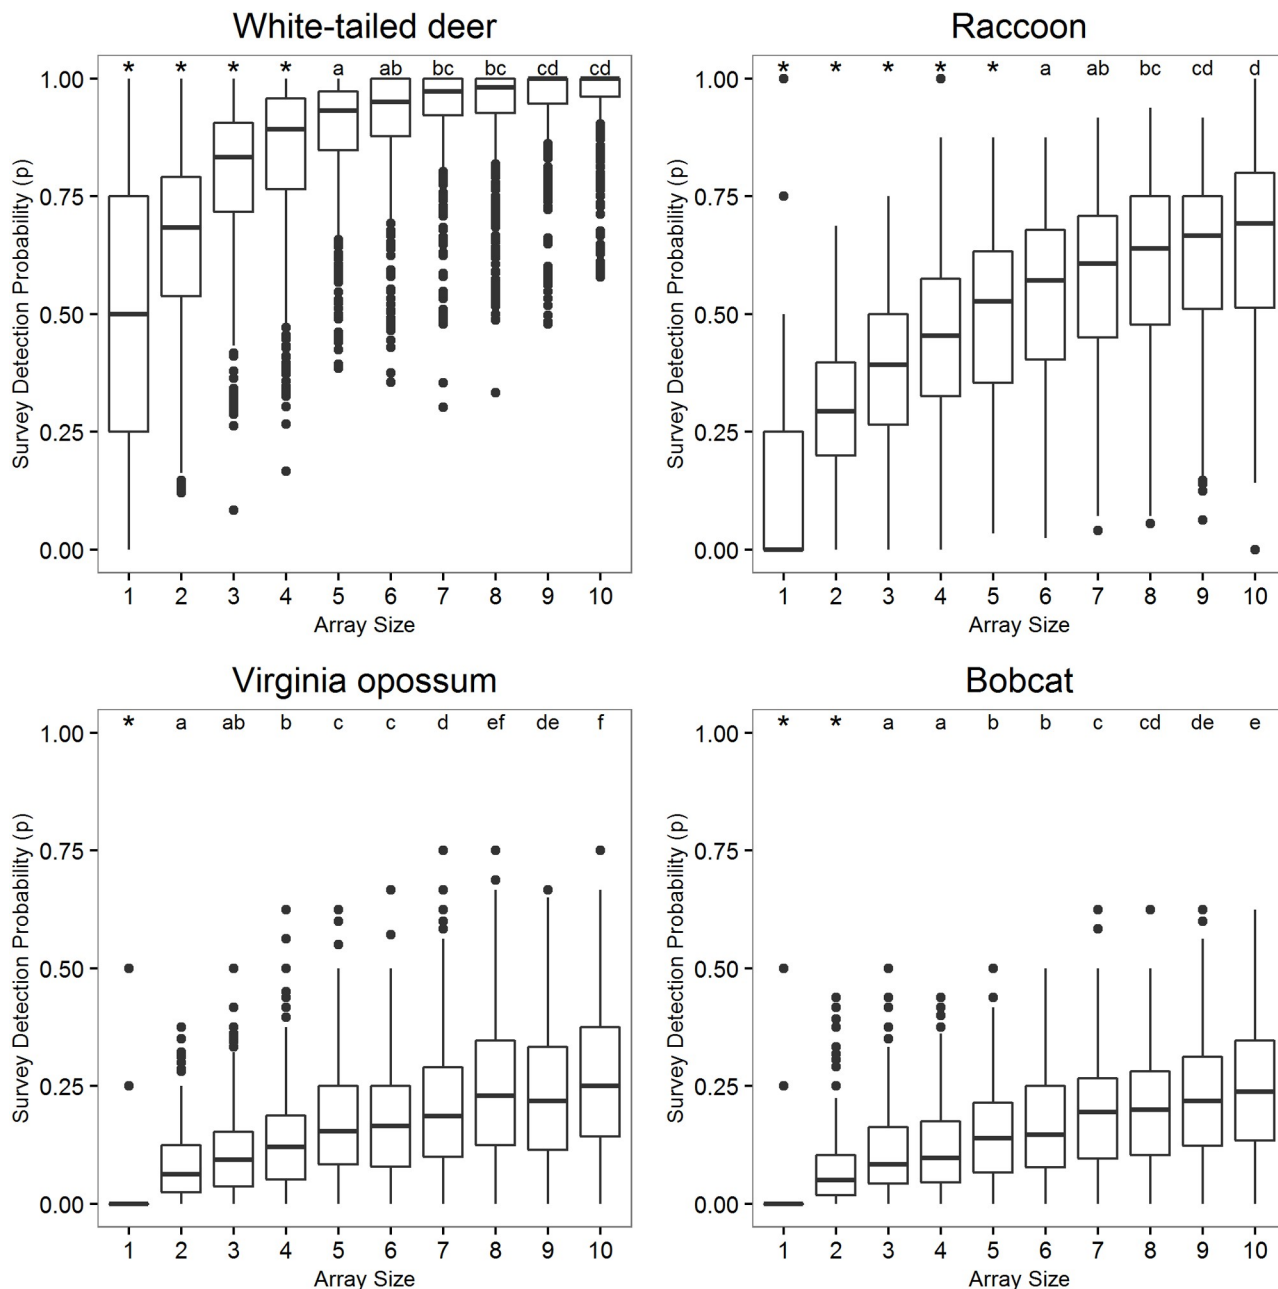 White-tailed deer
* * * * a ab bc bc cd cd
Survey Detection Probability (p)
1.00
0.75
0.50
0.25
0.00
1 2 3 4 5 6 7 8 9 10
Array Size
Raccoon
* * * * * a ab bc cd d
Survey Detection Probability (p)
1.00
0.75
0.50
0.25
0.00
1 2 3 4 5 6 7 8 9 10
Array Size
Virginia opossum
* a ab b c c d ef de f
Survey Detection Probability (p)
1.00
0.75
0.50
0.25
0.00
1 2 3 4 5 6 7 8 9 10
Array Size
Bobcat
* * a a b b c cd de e
Survey Detection Probability (p)
1.00
0.75
0.50
0.25
0.00
1 2 3 4 5 6 7 8 9 10
Array Size